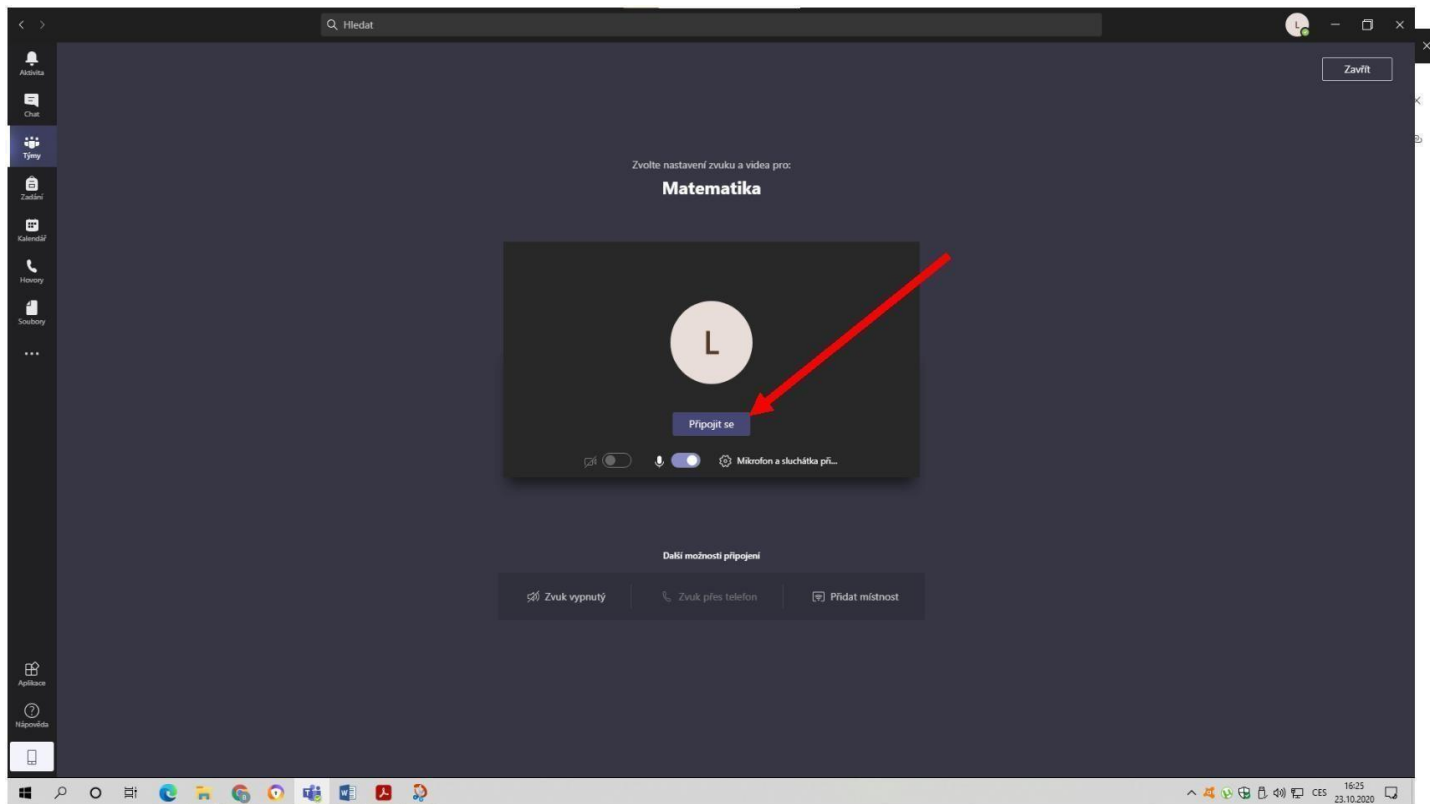 Hledat
L
Aktivita
Chat
Týmy
Zadání
Kalendář
Hovory
Soubory
Aplikace
Nápověda
Zavřít
Zvolte nastavení zvuku a videa pro:
Matematika
L
Připojit se
Mikrofon a sluchátka při...
Další možnosti připojení
Zvuk vypnutý
Zvuk přes telefon
Přidat místnost
CES
16:25
23.10.2020